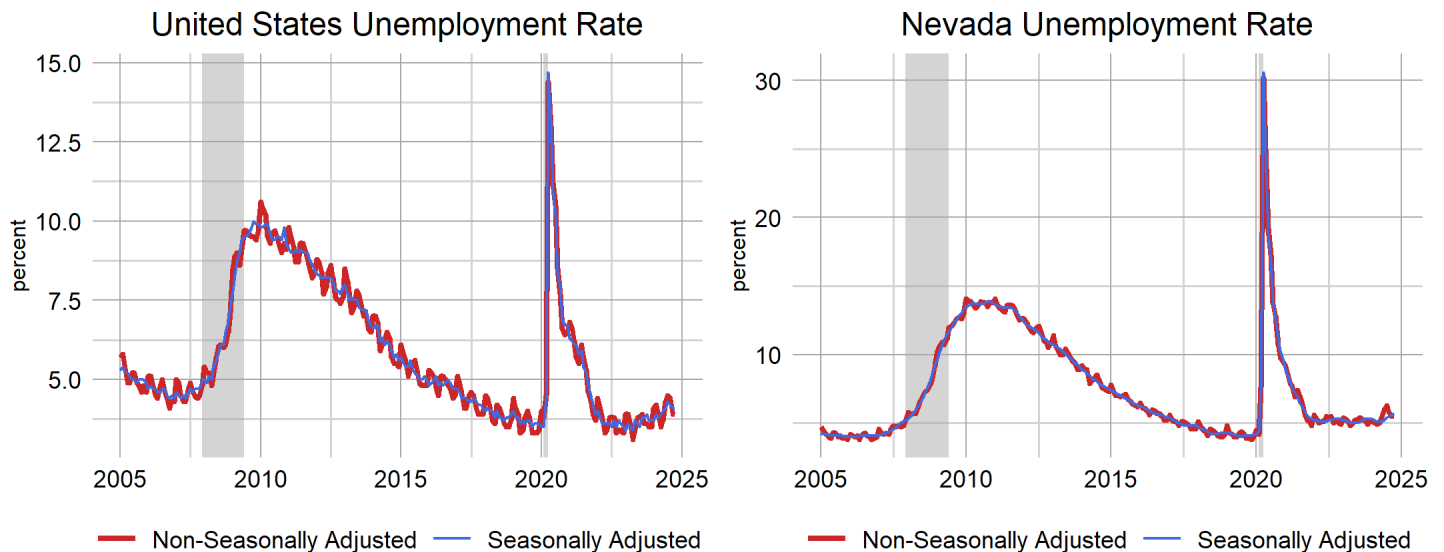 United States Unemployment Rate
percent
15.0
12.5
10.0
7.5
5.0
2005 2010 2015 2020 2025
Non-Seasonally Adjusted Seasonally Adjusted
Nevada Unemployment Rate
percent
30
20
10
2005 2010 2015 2020 2025
Non-Seasonally Adjusted Seasonally Adjusted